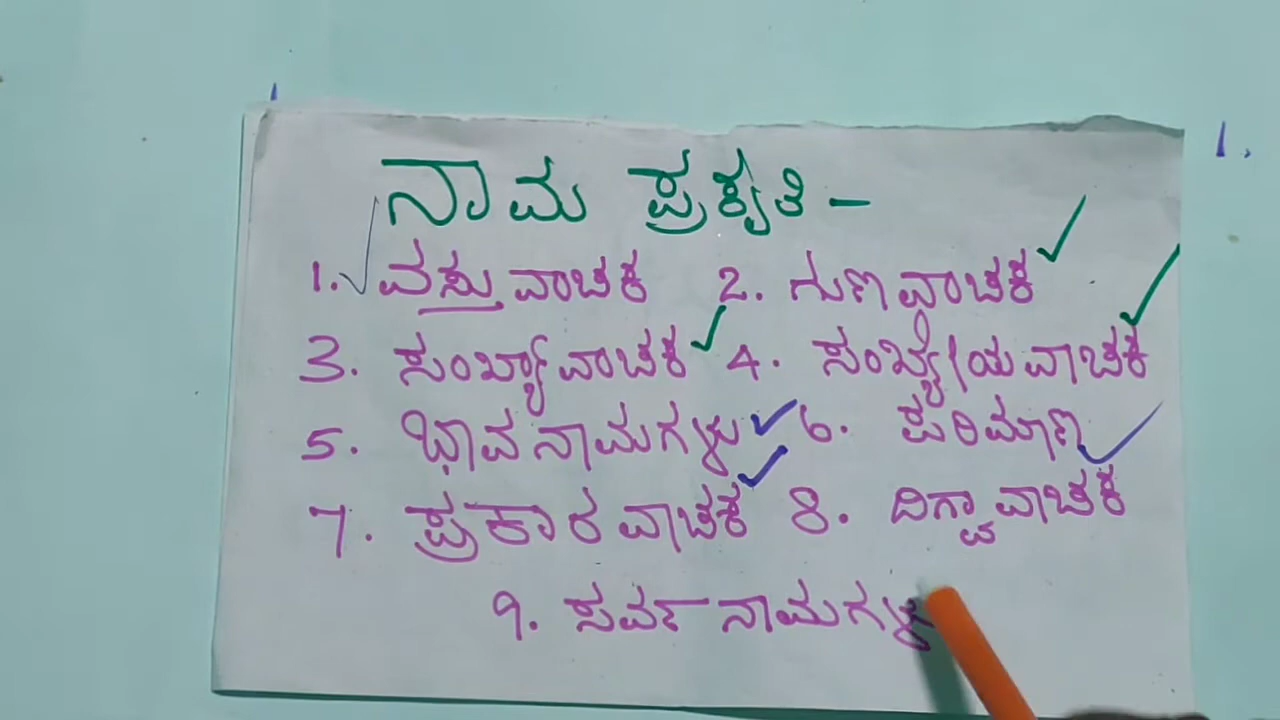 ನಾಮ ಪ್ರಕೃತಿ -
1. ವಸ್ತುವಾಚಕ 2. ಗುಣವಾಚಕ
3. ಸಂಖ್ಯಾವಾಚಕ 4. ಸಂಖ್ಯೇಯವಾಚಕ
5. ಭಾವನಾಮಗಳು 6. ಪರಿಮಾಣ
7. ಪ್ರಕಾರವಾಚಕ 8. ದಿಗ್ವಾವಾಚಕ
9. ಸರ್ವನಾಮಗಳು
1.